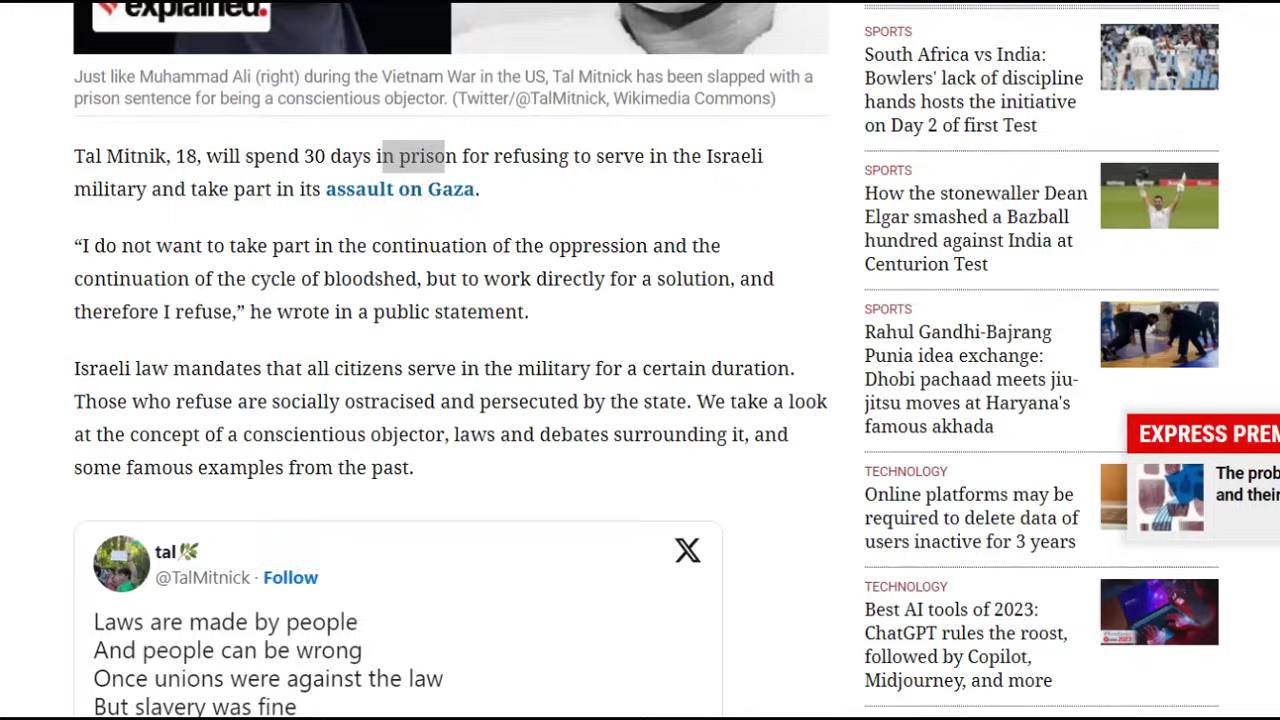 explained.
Just like Muhammad Ali (right) during the Vietnam War in the US, Tal Mitnick has been slapped with a
prison sentence for being a conscientious objector. (Twitter/@TalMitnick, Wikimedia Commons)
Tal Mitnik, 18, will spend 30 days in prison for refusing to serve in the Israeli
military and take part in its assault on Gaza.
“I do not want to take part in the continuation of the oppression and the
continuation of the cycle of bloodshed, but to work directly for a solution, and
therefore I refuse,” he wrote in a public statement.
Israeli law mandates that all citizens serve in the military for a certain duration.
Those who refuse are socially ostracised and persecuted by the state. We take a look
at the concept of a conscientious objector, laws and debates surrounding it, and
some famous examples from the past.
tal
@TalMitnick · Follow
X
Laws are made by people
And people can be wrong
Once unions were against the law
But slavery was fine
SPORTS
South Africa vs India:
Bowlers' lack of discipline
hands hosts the initiative
on Day 2 of first Test
SPORTS
How the stonewaller Dean
Elgar smashed a Bazball
hundred against India at
Centurion Test
SPORTS
Rahul Gandhi-Bajrang
Punia idea exchange:
Dhobi pachaad meets jiu-
jitsu moves at Haryana's
famous akhada
EXPRESS PREM
The prob
and their
TECHNOLOGY
Online platforms may be
required to delete data of
users inactive for 3 years
TECHNOLOGY
Best AI tools of 2023:
ChatGPT rules the roost,
followed by Copilot,
Midjourney, and more